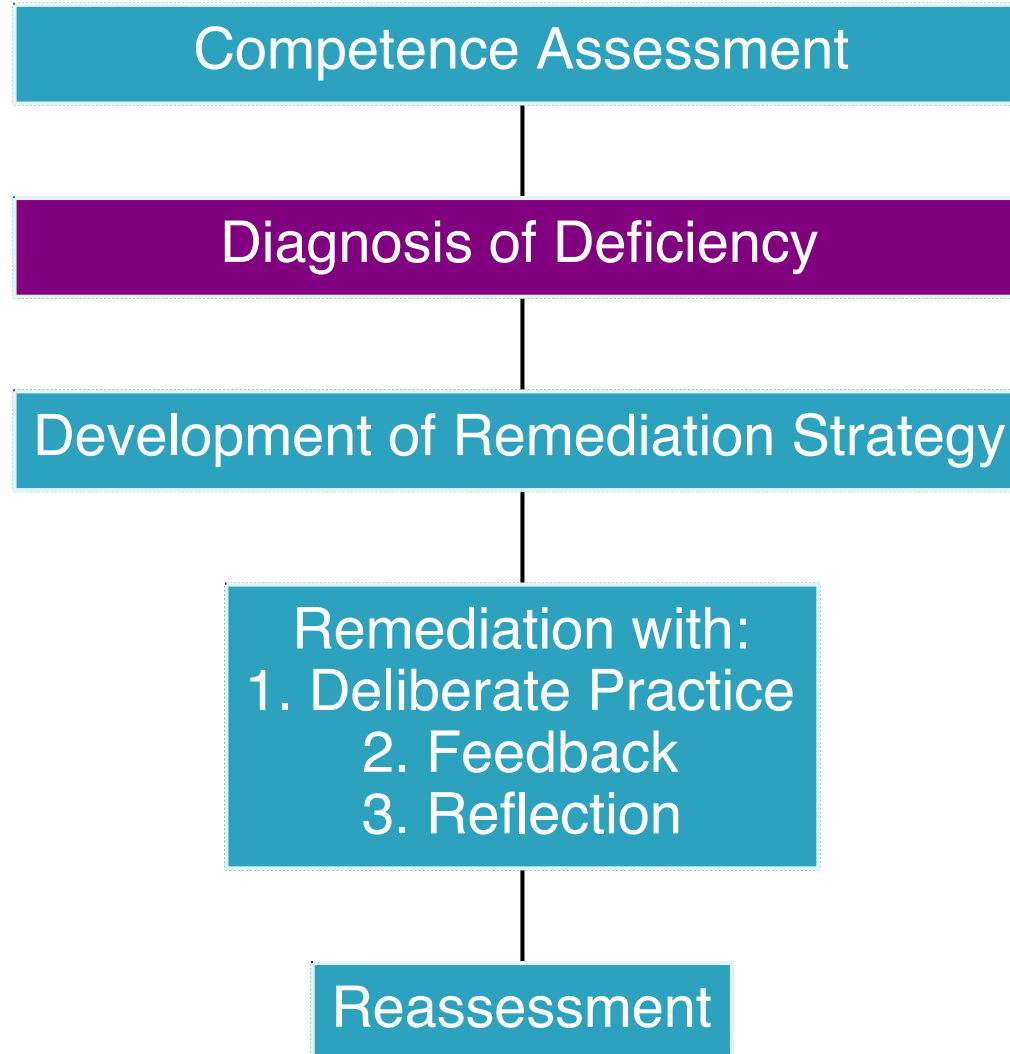 Competence Assessment
Diagnosis of Deficiency
Development of Remediation Strategy
Remediation with:
1. Deliberate Practice
2. Feedback
3. Reflection
Reassessment